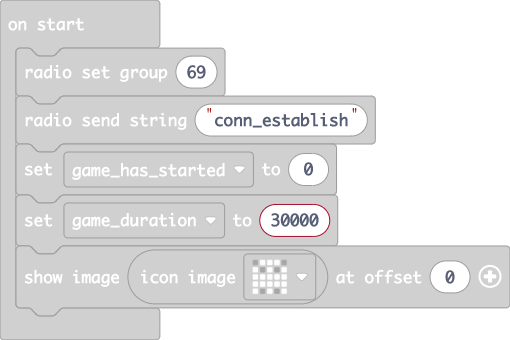 on start
radio set group 69
radio send string "conn_establish"
set game_has_started to 0
set game_duration to 30000
show image icon image at offset 0